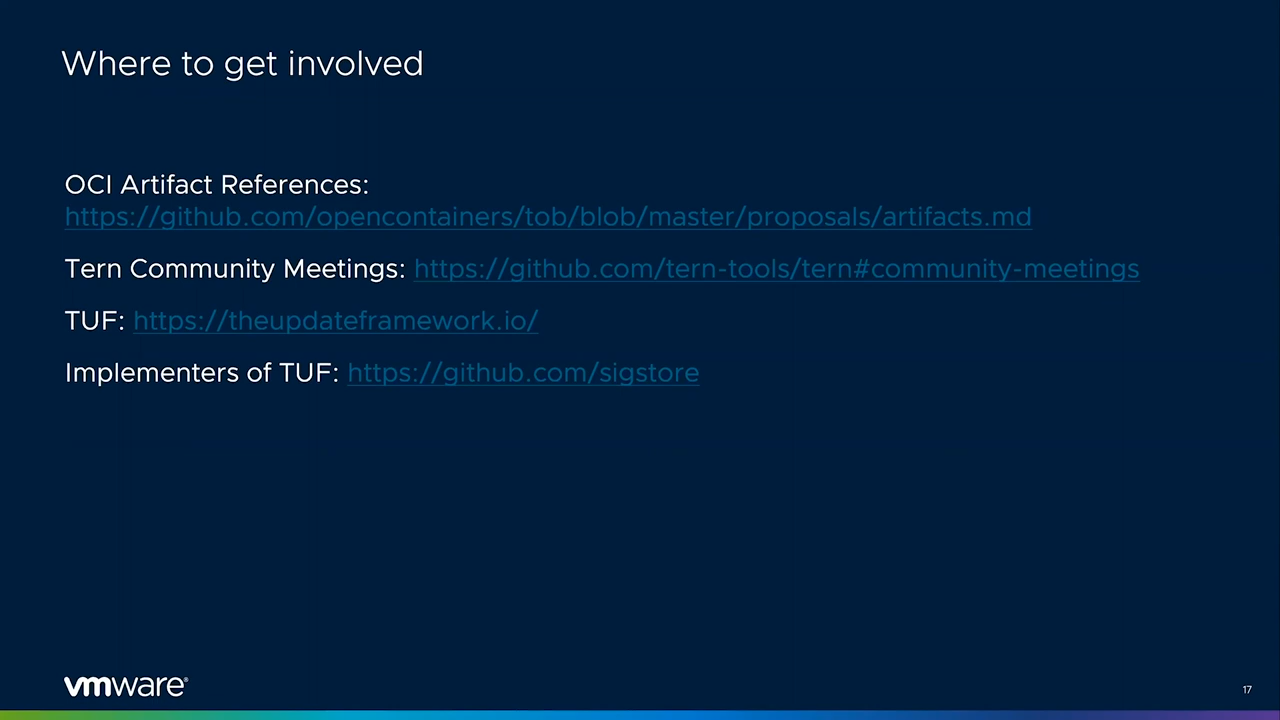 Where to get involved
OCI Artifact References:
https://github.com/opencontainers/tob/blob/master/proposals/artifacts.md
Tern Community Meetings: https://github.com/tern-tools/tern#community-meetings
TUF: https://theupdateframework.io/
Implementers of TUF: https://github.com/sigstore
vmware®
17